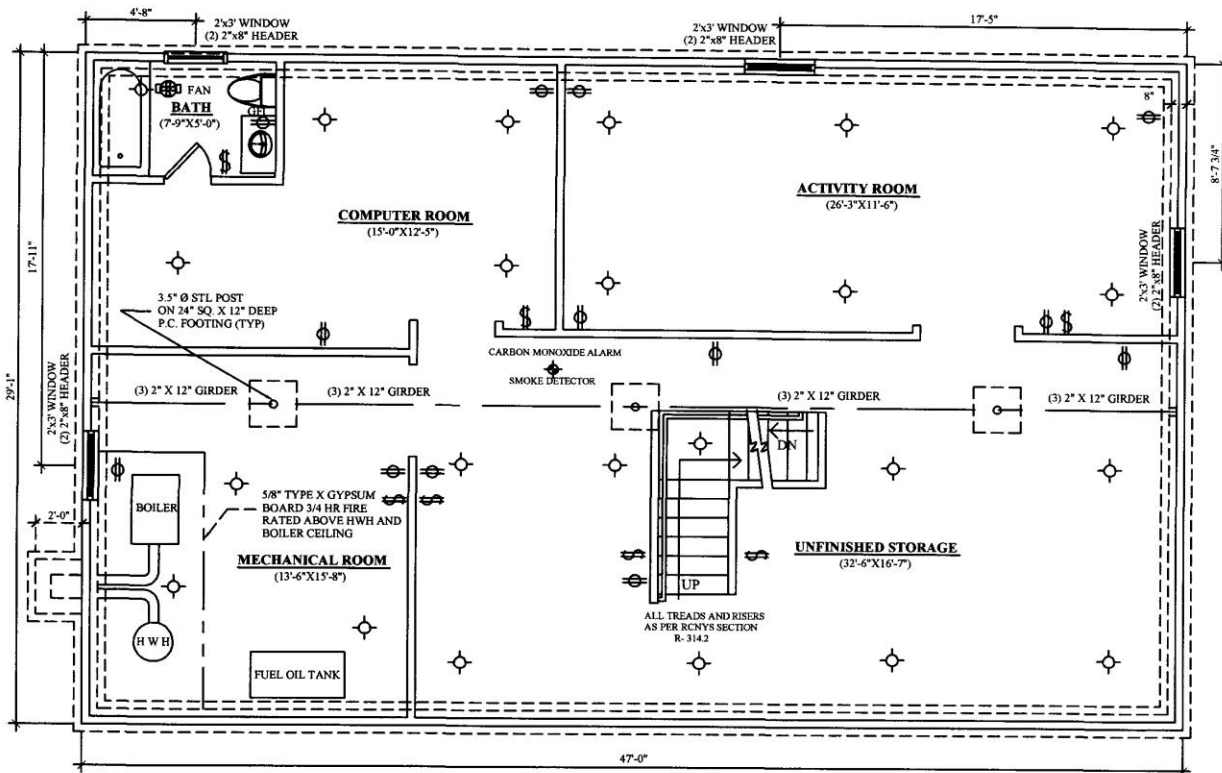 4'-8"
2'x3' WINDOW
(2) 2"x8" HEADER
2'x3' WINDOW
(2) 2"x8" HEADER
17'-5"
FAN
BATH
(7'-9"X5'-0")
8"
8'-7 3/4"
ACTIVITY ROOM
(26'-3"X11'-6")
COMPUTER ROOM
(15'-0"X12'-5")
17'-11"
29'-1"
2'x3' WINDOW
(2) 2"x8" HEADER
3.5" Ø STL POST
ON 24" SQ. X 12" DEEP
P.C. FOOTING (TYP)
CARBON MONOXIDE ALARM
SMOKE DETECTOR
2'x3' WINDOW
(2) 2"x8" HEADER
(3) 2" X 12" GIRDER
(3) 2" X 12" GIRDER
(3) 2" X 12" GIRDER
(3) 2" X 12" GIRDER
DN
BOILER
5/8" TYPE X GYPSUM
BOARD 3/4 HR FIRE
RATED ABOVE HWH AND
BOILER CEILING
2'-0"
MECHANICAL ROOM
(13'-6"X15'-8")
UNFINISHED STORAGE
(32'-6"X16'-7")
UP
ALL TREADS AND RISERS
AS PER RCNYS SECTION
R- 314.2
H W H
FUEL OIL TANK
47'-0"